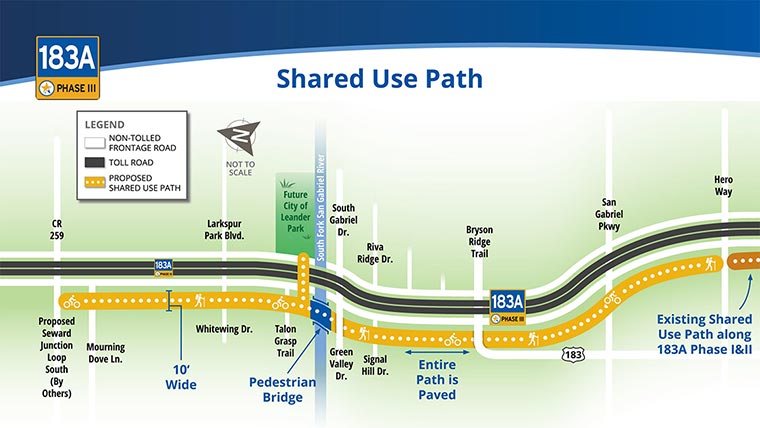 183A
PHASE III
Shared Use Path
LEGEND
NON-TOLLED
FRONTAGE ROAD
TOLL ROAD
PROPOSED
SHARED USE PATH
N
NOT TO
SCALE
CR
259
Larkspur
Park Blvd.
Future
City of
Leander
Park
South Fork San Gabriel River
South
Gabriel
Dr.
Riva
Ridge Dr.
Bryson
Ridge
Trail
San
Gabriel
Pkwy
Hero
Way
183A
183A
PHASE III
Proposed
Seward
Junction
Loop
South
(By
Others)
Mourning
Dove Ln.
10'
Wide
Whitewing Dr.
Talon
Grasp
Trail
Pedestrian
Bridge
Green
Valley
Dr.
Signal
Hill Dr.
Entire
Path is
Paved
183
Existing Shared
Use Path along
183A Phase I&II